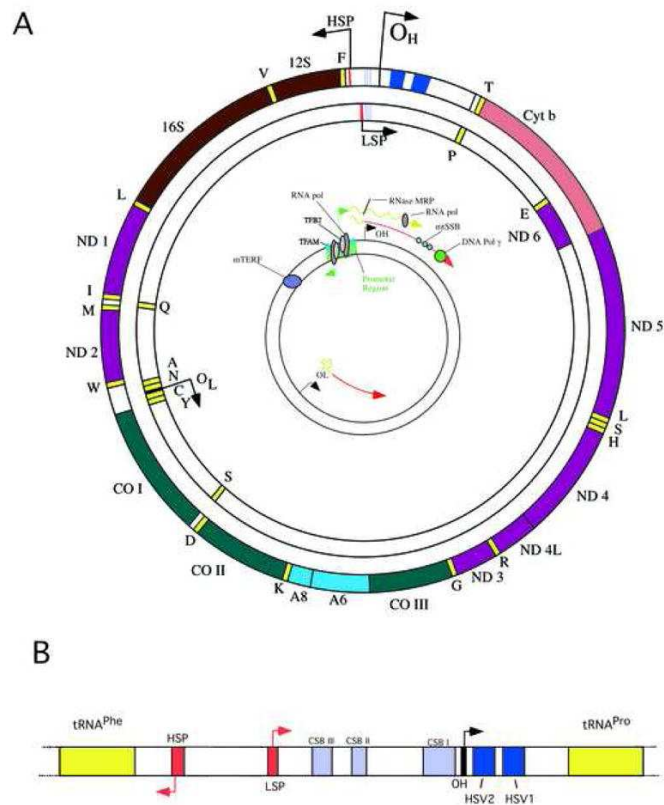 A
HSP
OH
F
12S
V
16S
L
ND 1
I
M
ND 2
W
T
Cyt b
LSP
P
E
ND 6
RNase MRP
RNA pol
RNA pol
mtSSB
TFB?
TFAM
OH
DNA Pol γ
mTERF
Promotor
Region
Q
A
N
C
Y
OL
OL
ND 5
L
S
H
ND 4
ND 4L
R
ND 3
G
CO III
A6
A8
K
CO II
D
CO I
S
B
tRNAPhe
HSP
LSP
CSB III
CSB II
CSB I
OH
HSV2
HSV1
tRNAPro